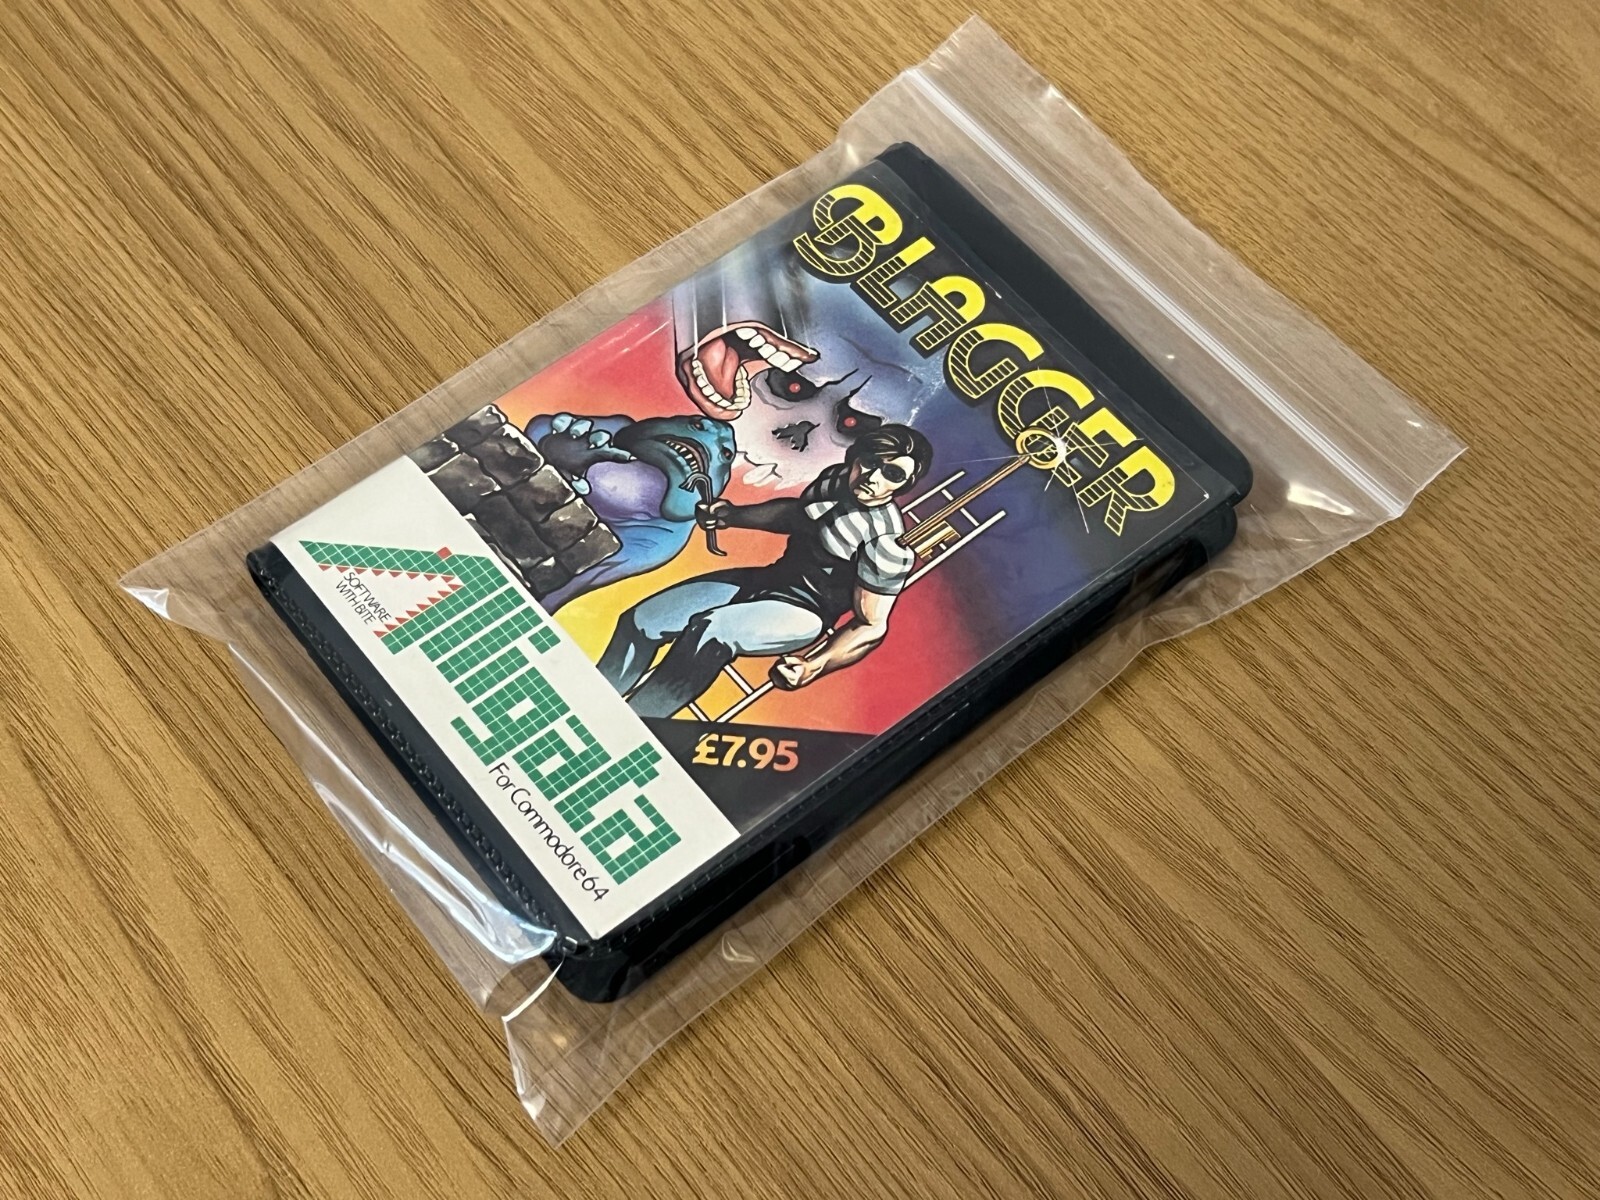 BLAGGER
SOFTWARE
WITH BITE
Alligata
For Commodore 64
£7.95